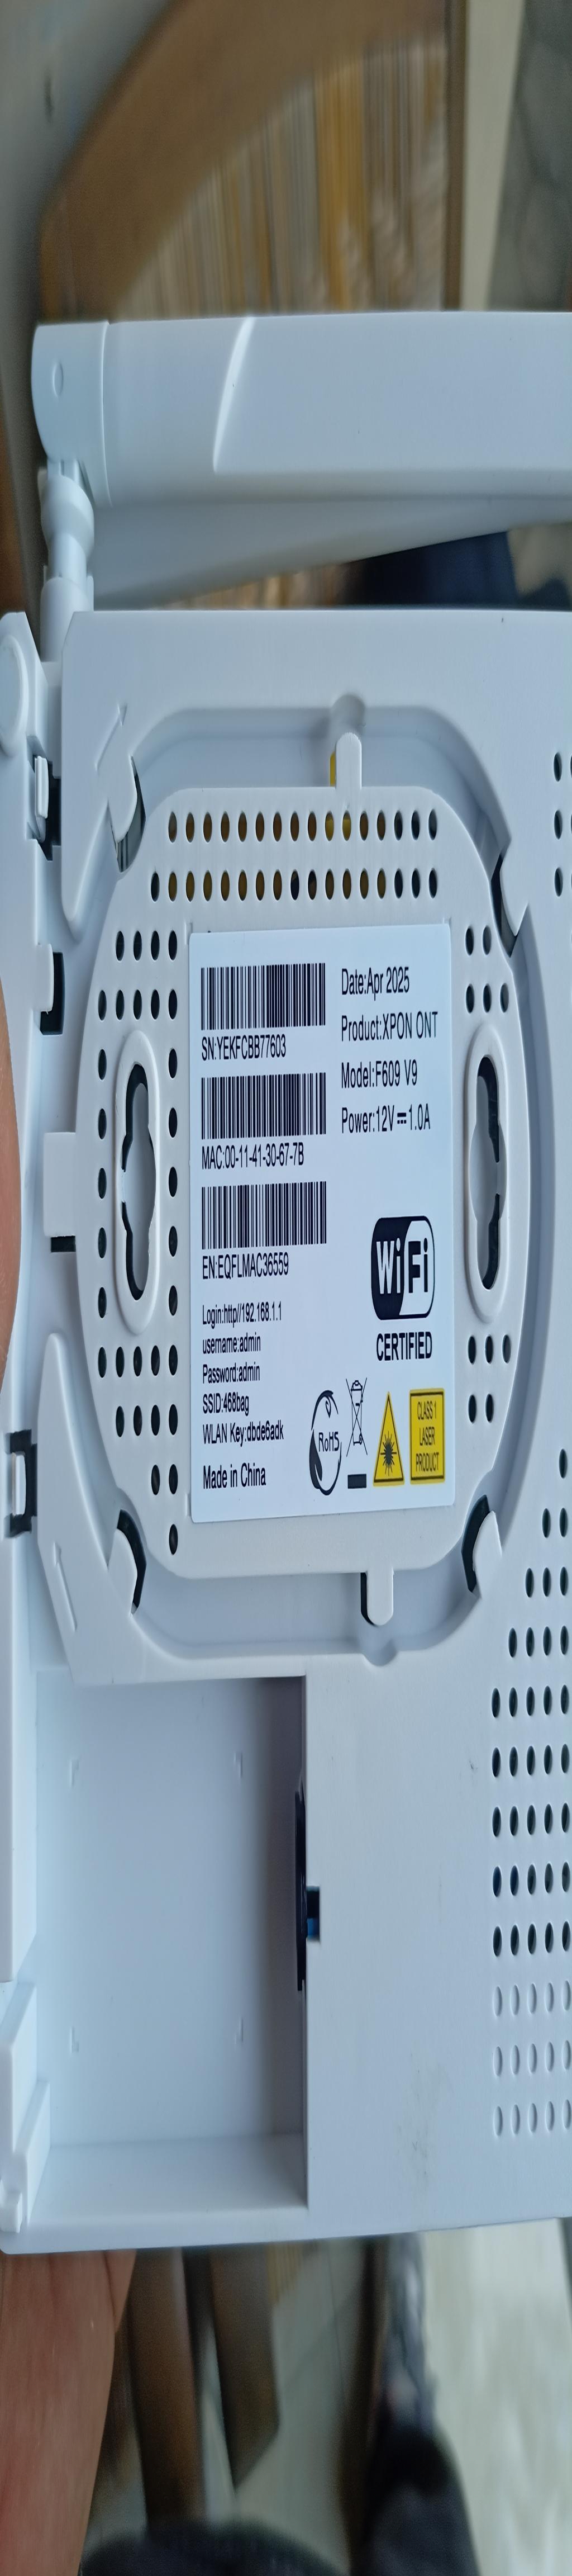 Date:Apr 2025
Product:XPON ONT
Model:F609 V9
Power:12V⎓1.0A
SN:YEKFCBB77603
MAC:00-11-41-30-67-7B
EN:EQFLMAC36559
Login:http//192.168.1.1
username:admin
Password:admin
SSID:468bag
WLAN Key:dbde6adk
Made in China
WiFi
CERTIFIED
RoHS
CLASS 1
LASER
PRODUCT